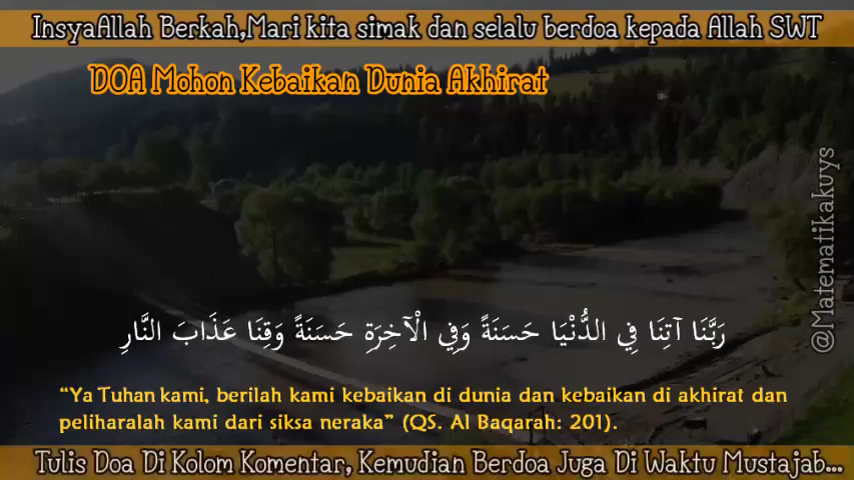 InsyaAllah Berkah,Mari kita simak dan selalu berdoa kepada Allah SWT
DOA Mohon Kebaikan Dunia Akhirat
@Matematikakuys
رَبَّنَا آتِنَا فِي الدُّنْيَا حَسَنَةً وَفِي الْآخِرَةِ حَسَنَةً وَقِنَا عَذَابَ النَّارِ
“Ya Tuhan kami, berilah kami kebaikan di dunia dan kebaikan di akhirat dan
peliharalah kami dari siksa neraka” (QS. Al Baqarah: 201).
Tulis Doa Di Kolom Komentar, Kemudian Berdoa Juga Di Waktu Mustajab...